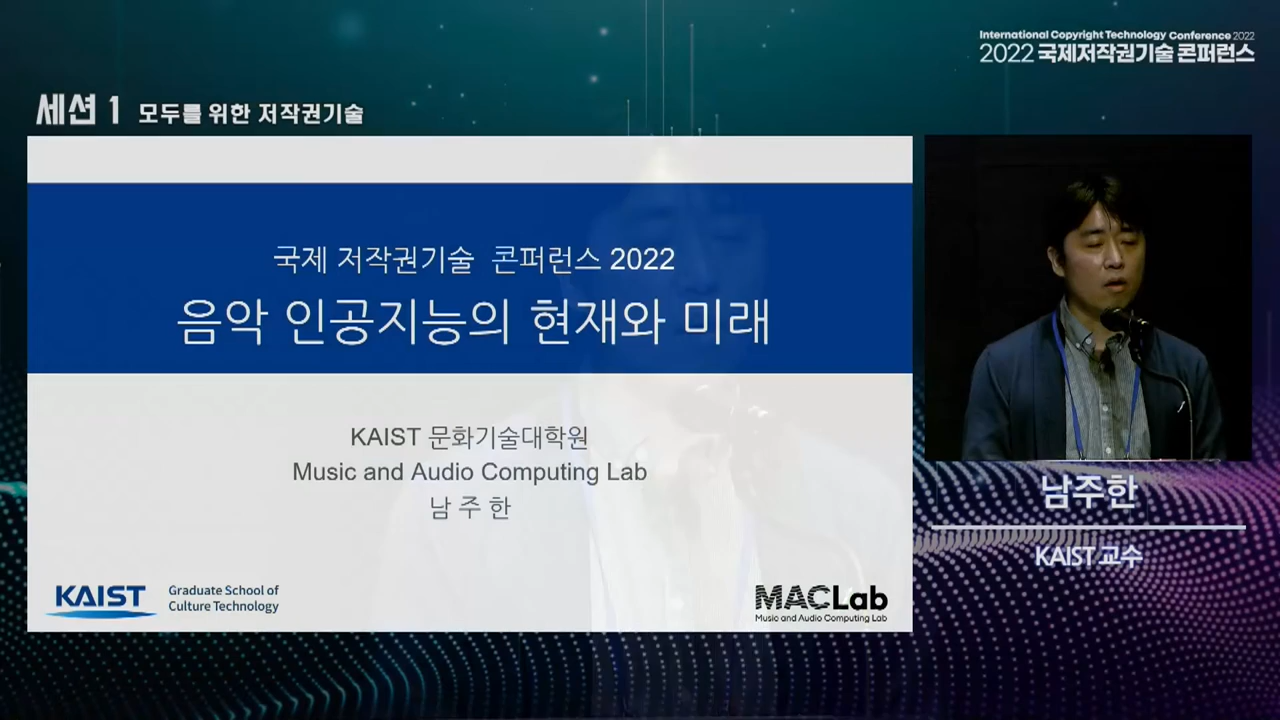 International Copyright Technology Conference 2022
2022 국제저작권기술 콘퍼런스
세션 1 모두를 위한 저작권기술
국제 저작권기술 콘퍼런스 2022
음악 인공지능의 현재와 미래
KAIST 문화기술대학원
Music and Audio Computing Lab
남 주 한
KAIST Graduate School of
Culture Technology
MACLab
Music and Audio Computing Lab
남주한
KAIST 교수